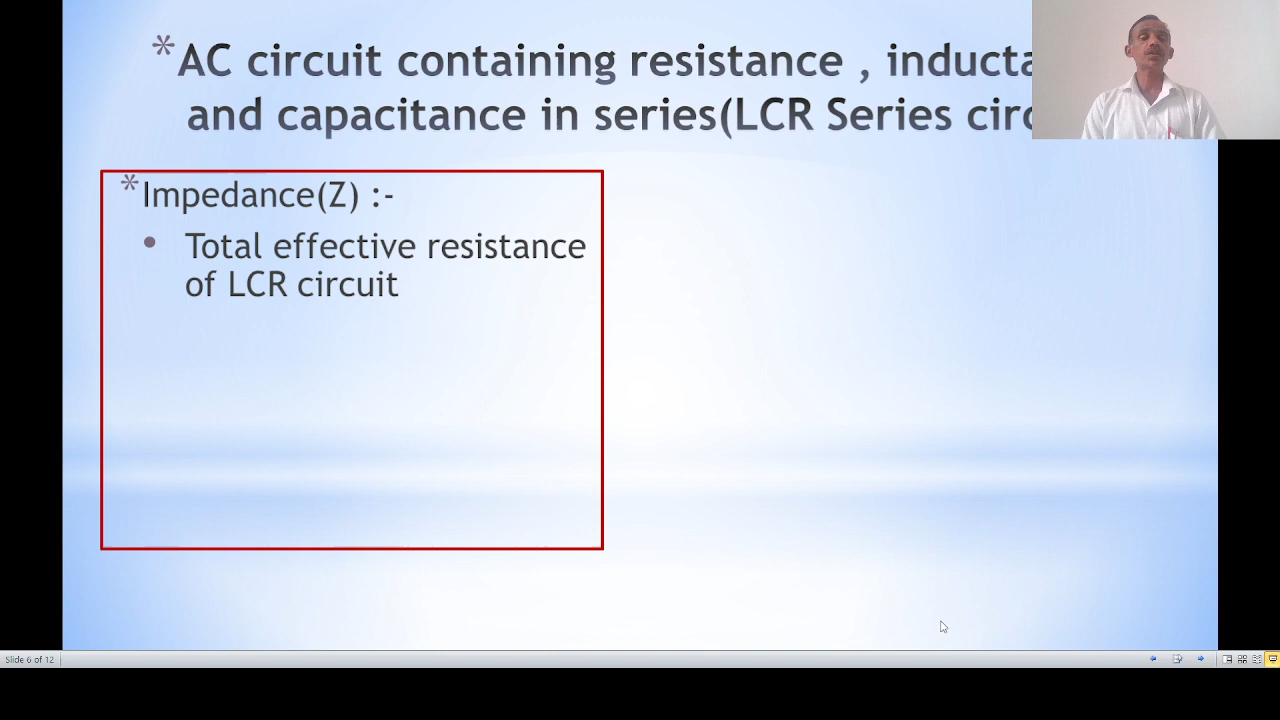 *AC circuit containing resistance , inducta
and capacitance in series(LCR Series circ
*Impedance(Z) :-
• Total effective resistance
of LCR circuit
Slide 6 of 12